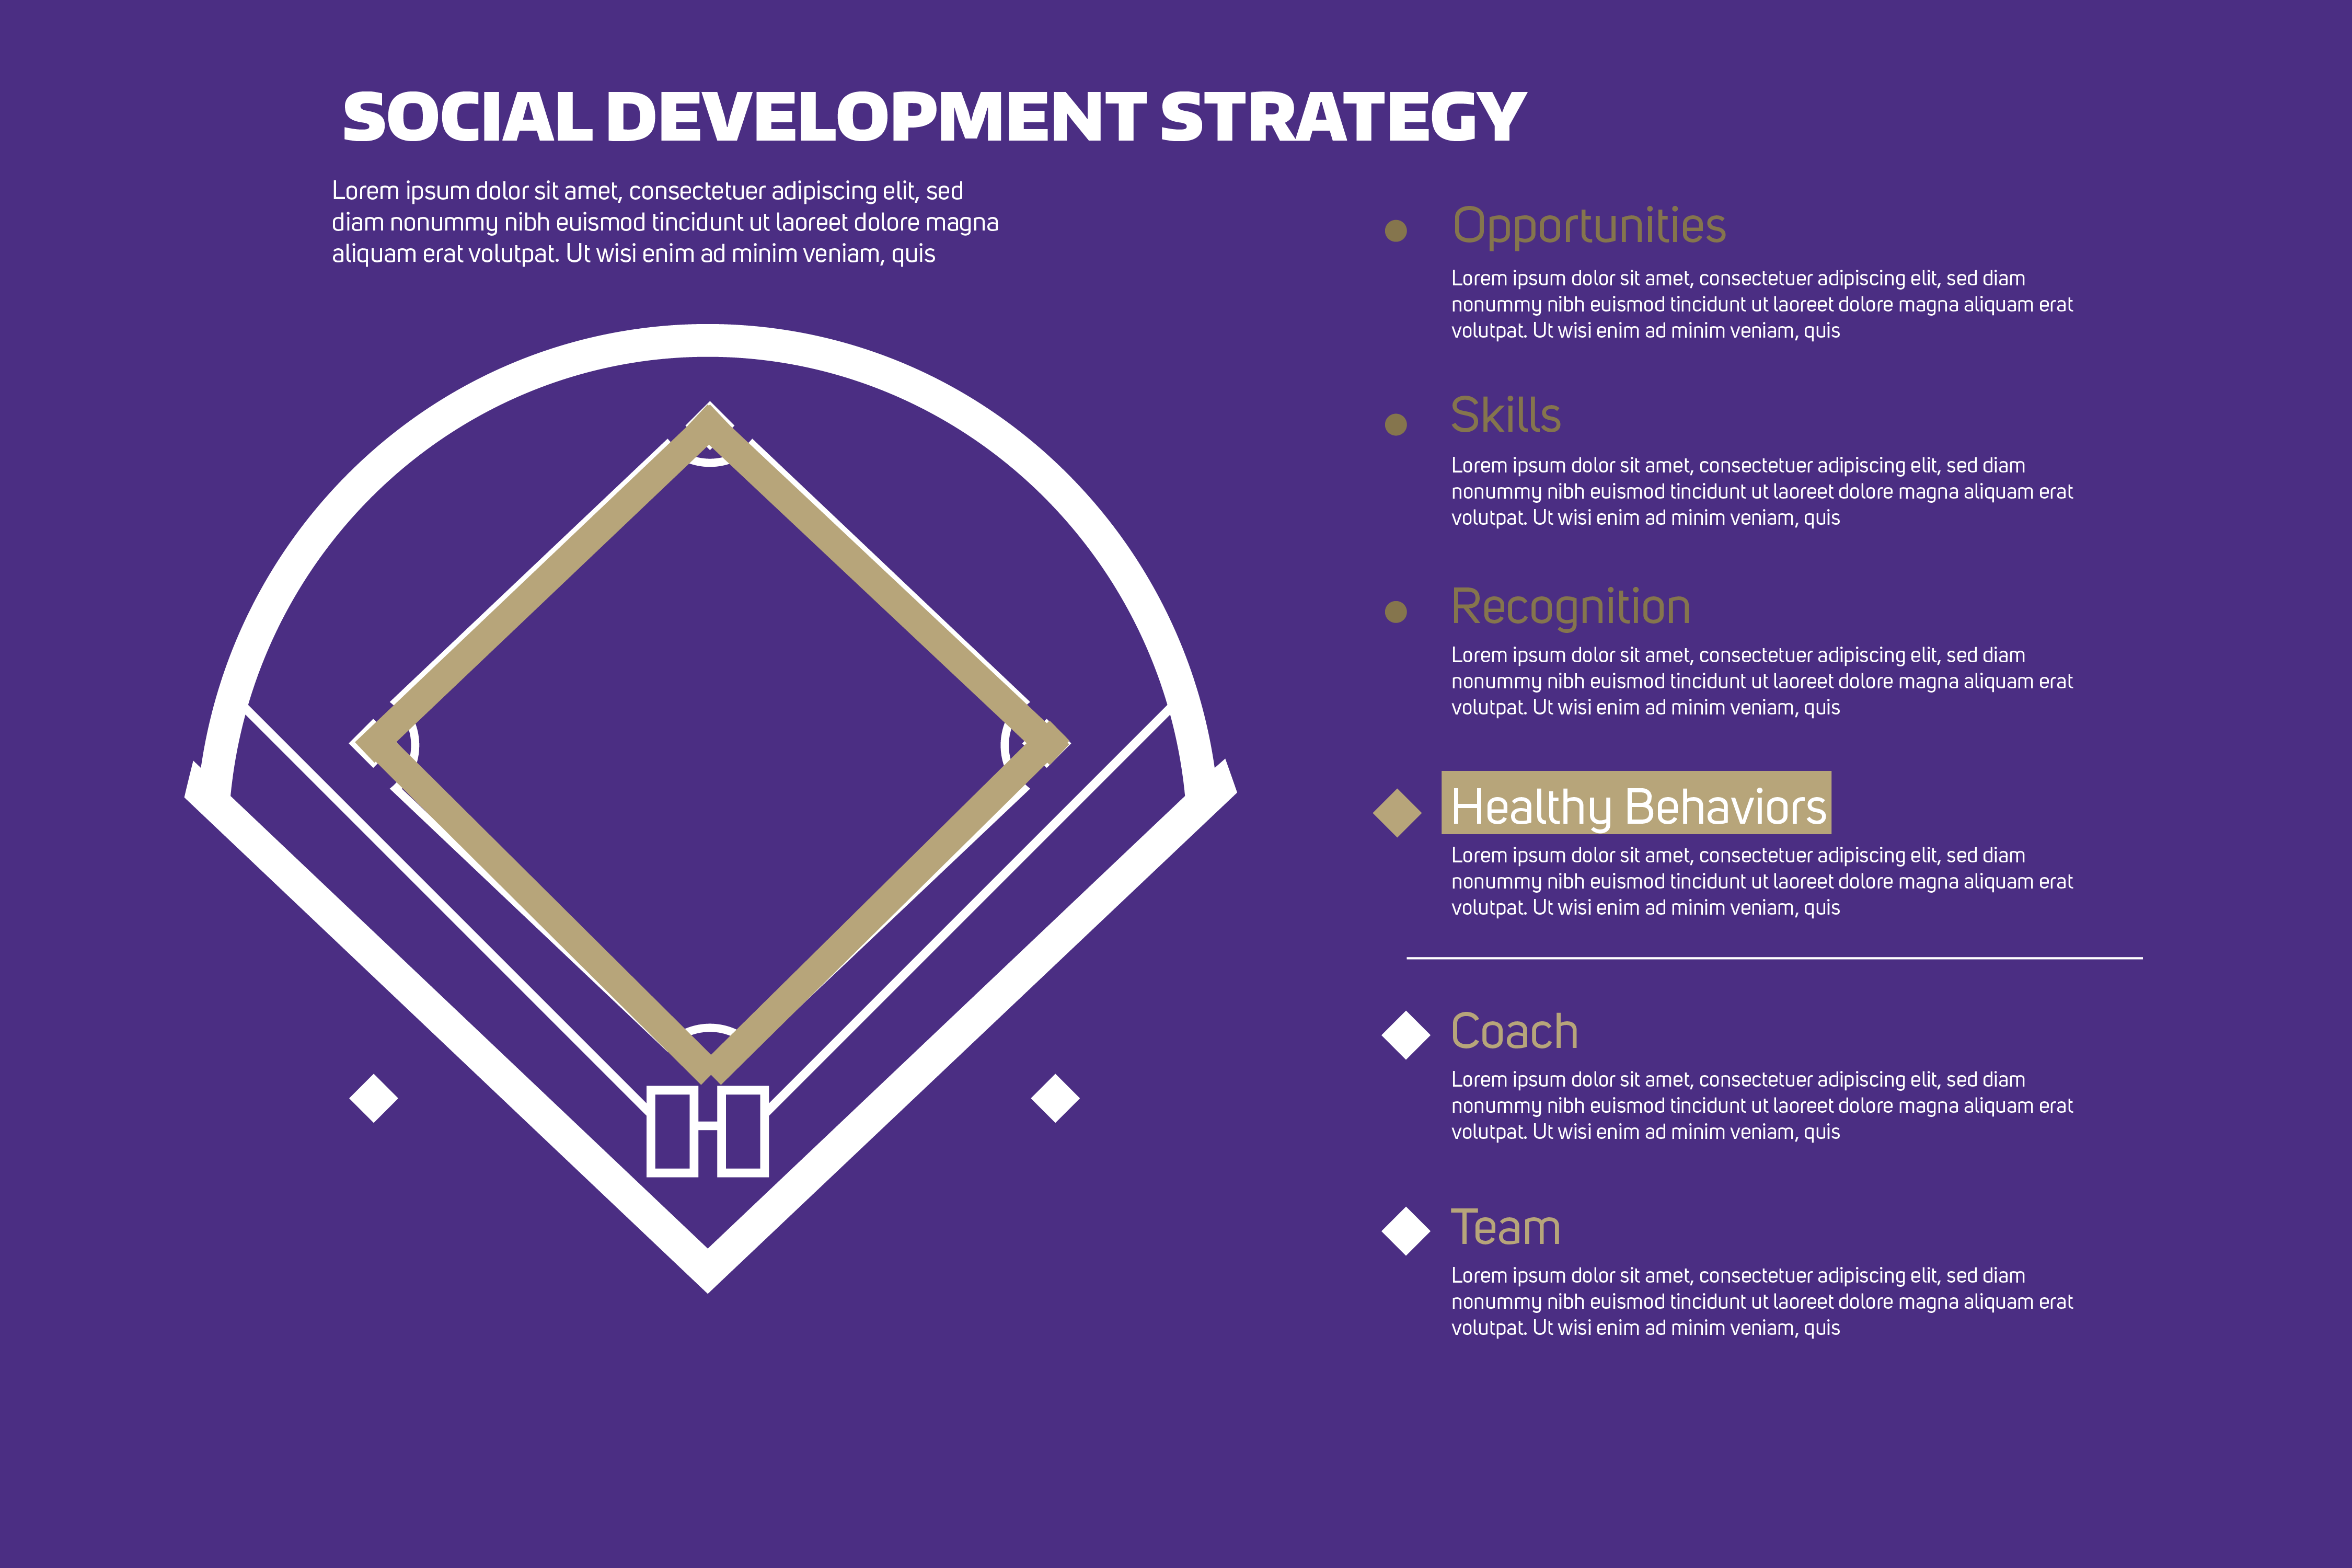 SOCIAL DEVELOPMENT STRATEGY
Lorem ipsum dolor sit amet, consectetuer adipiscing elit, sed
diam nonummy nibh euismod tincidunt ut laoreet dolore magna
aliquam erat volutpat. Ut wisi enim ad minim veniam, quis
Opportunities
Lorem ipsum dolor sit amet, consectetuer adipiscing elit, sed diam
nonummy nibh euismod tincidunt ut laoreet dolore magna aliquam erat
volutpat. Ut wisi enim ad minim veniam, quis
Skills
Lorem ipsum dolor sit amet, consectetuer adipiscing elit, sed diam
nonummy nibh euismod tincidunt ut laoreet dolore magna aliquam erat
volutpat. Ut wisi enim ad minim veniam, quis
Recognition
Lorem ipsum dolor sit amet, consectetuer adipiscing elit, sed diam
nonummy nibh euismod tincidunt ut laoreet dolore magna aliquam erat
volutpat. Ut wisi enim ad minim veniam, quis
Healthy Behaviors
Lorem ipsum dolor sit amet, consectetuer adipiscing elit, sed diam
nonummy nibh euismod tincidunt ut laoreet dolore magna aliquam erat
volutpat. Ut wisi enim ad minim veniam, quis
Coach
Lorem ipsum dolor sit amet, consectetuer adipiscing elit, sed diam
nonummy nibh euismod tincidunt ut laoreet dolore magna aliquam erat
volutpat. Ut wisi enim ad minim veniam, quis
Team
Lorem ipsum dolor sit amet, consectetuer adipiscing elit, sed diam
nonummy nibh euismod tincidunt ut laoreet dolore magna aliquam erat
volutpat. Ut wisi enim ad minim veniam, quis